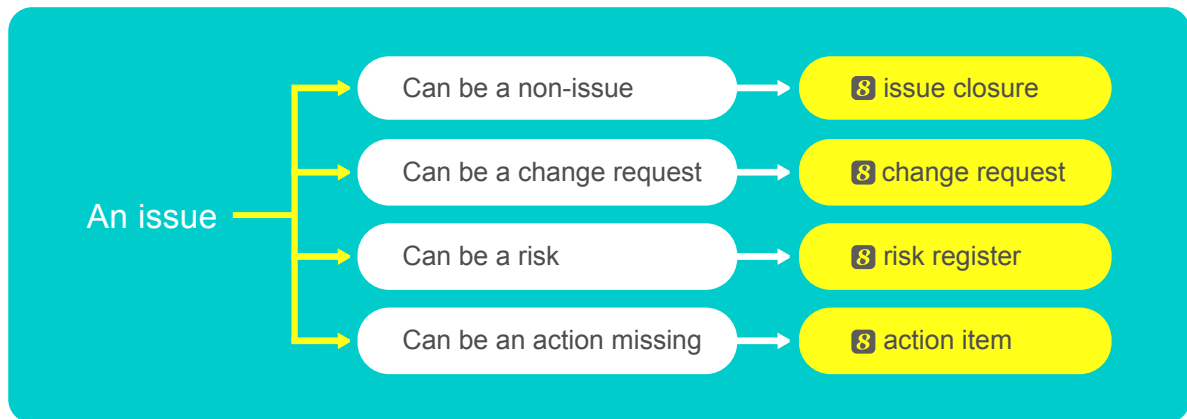 Can be a non-issue
8 issue closure
Can be a change request
8 change request
An issue
Can be a risk
8 risk register
Can be an action missing
8 action item